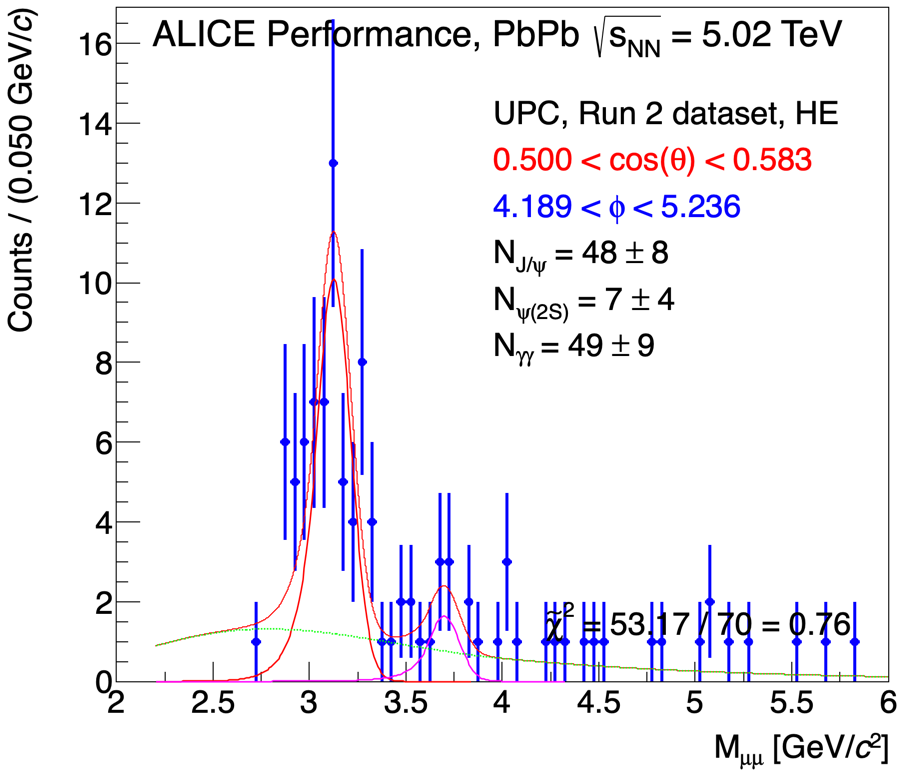 ALICE Performance, PbPb √sNN = 5.02 TeV
UPC, Run 2 dataset, HE
0.500 < cos(θ) < 0.583
4.189 < ϕ < 5.236
NJ/ψ = 48 ± 8
Nψ(2S) = 7 ± 4
Nγγ = 49 ± 9
χ̃² = 53.17 / 70 = 0.76
Counts / (0.050 GeV/c)
16
14
12
10
8
6
4
2
0
2 2.5 3 3.5 4 4.5 5 5.5 6
Mμμ [GeV/c²]